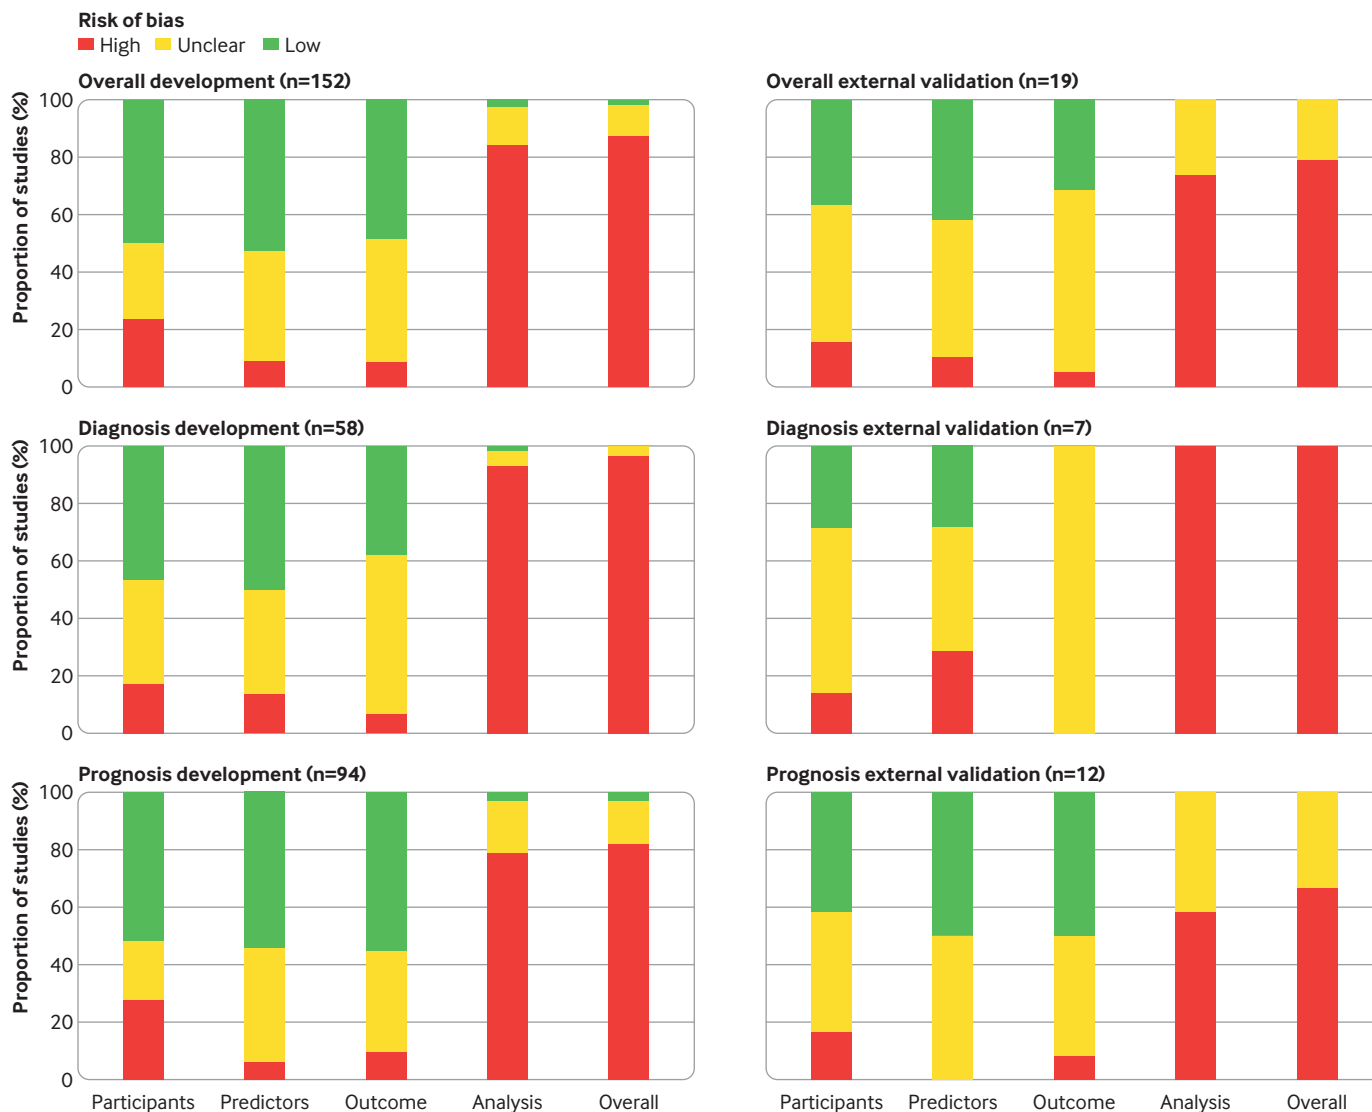 Risk of bias
High Unclear Low
Overall development (n=152)
Proportion of studies (%)
100
80
60
40
20
0
Overall external validation (n=19)
Diagnosis development (n=58)
Proportion of studies (%)
100
80
60
40
20
0
Diagnosis external validation (n=7)
Prognosis development (n=94)
Proportion of studies (%)
100
80
60
40
20
0
Participants Predictors Outcome Analysis Overall
Prognosis external validation (n=12)
Participants Predictors Outcome Analysis Overall